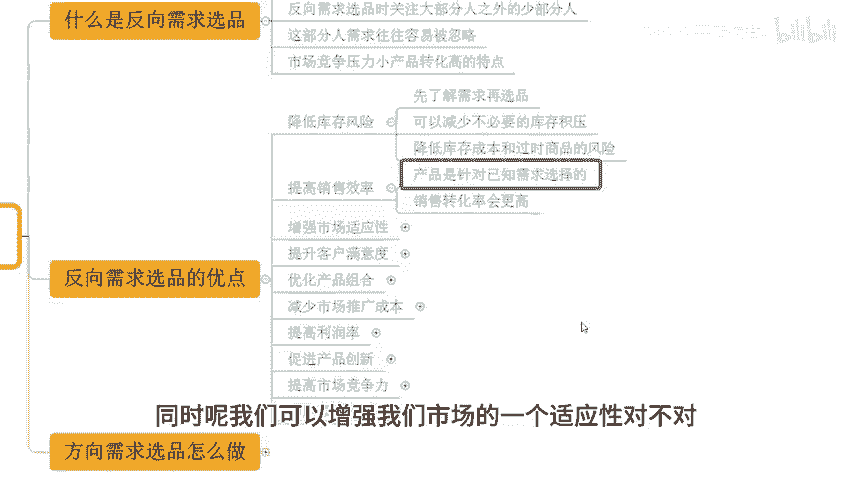 什么是反向需求选品
反向需求选品时关注大部分人之外的少部分人
这部分人需求往往容易被忽略
市场竞争压力小产品转化高的特点
降低库存风险
先了解需求再选品
可以减少不必要的库存积压
降低库存成本和过时商品的风险
提高销售效率
产品是针对已知需求选择的
销售转化率会更高
反向需求选品的优点
增强市场适应性
提升客户满意度
优化产品组合
减少市场推广成本
提高利润率
促进产品创新
提高市场竞争力
同时呢我们可以增强我们市场的一个适应性对不对
方向需求选品怎么做
bilibili